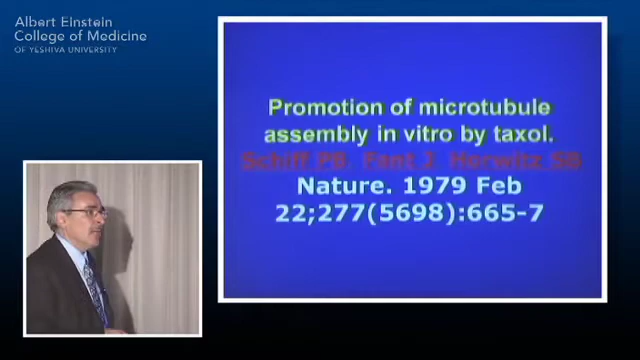 Albert Einstein
College of Medicine
OF YESHIVA UNIVERSITY
Promotion of microtubule
assembly in vitro by taxol.
Schiff PB, Fant J, Horwitz SB
Nature. 1979 Feb
22;277(5698):665-7